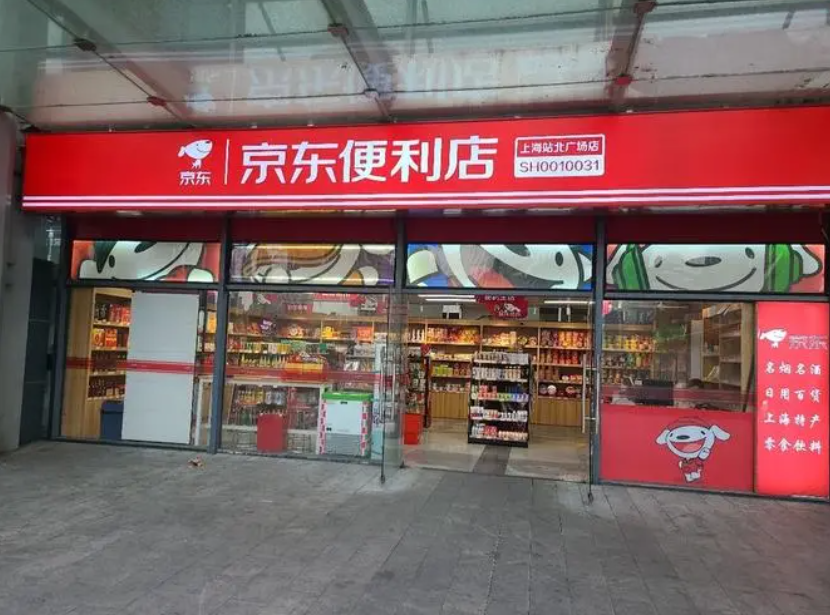 京东
京东便利店
上海站北广场店
SH0010031
京东
名烟名酒
日用百货
上海特产
零食饮料